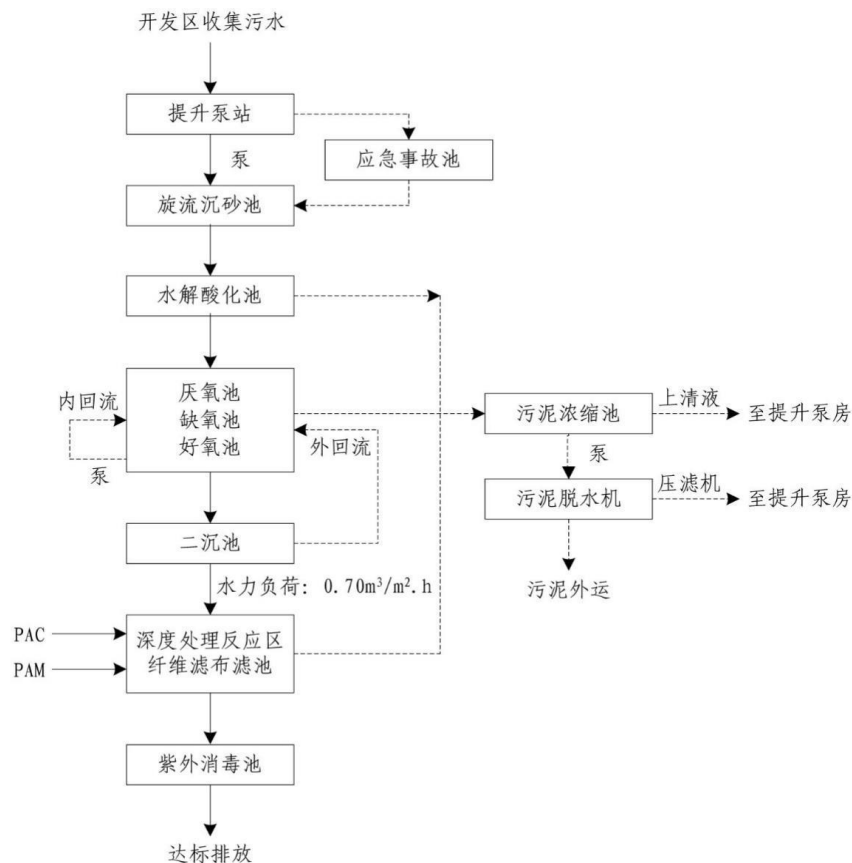 开发区收集污水
提升泵站
应急事故池
泵
旋流沉砂池
水解酸化池
厌氧池
缺氧池
好氧池
内回流
泵
外回流
污泥浓缩池
上清液
至提升泵房
泵
污泥脱水机
压滤机
至提升泵房
污泥外运
二沉池
水力负荷: 0.70m³/m².h
PAC
PAM
深度处理反应区
纤维滤布滤池
紫外消毒池
达标排放